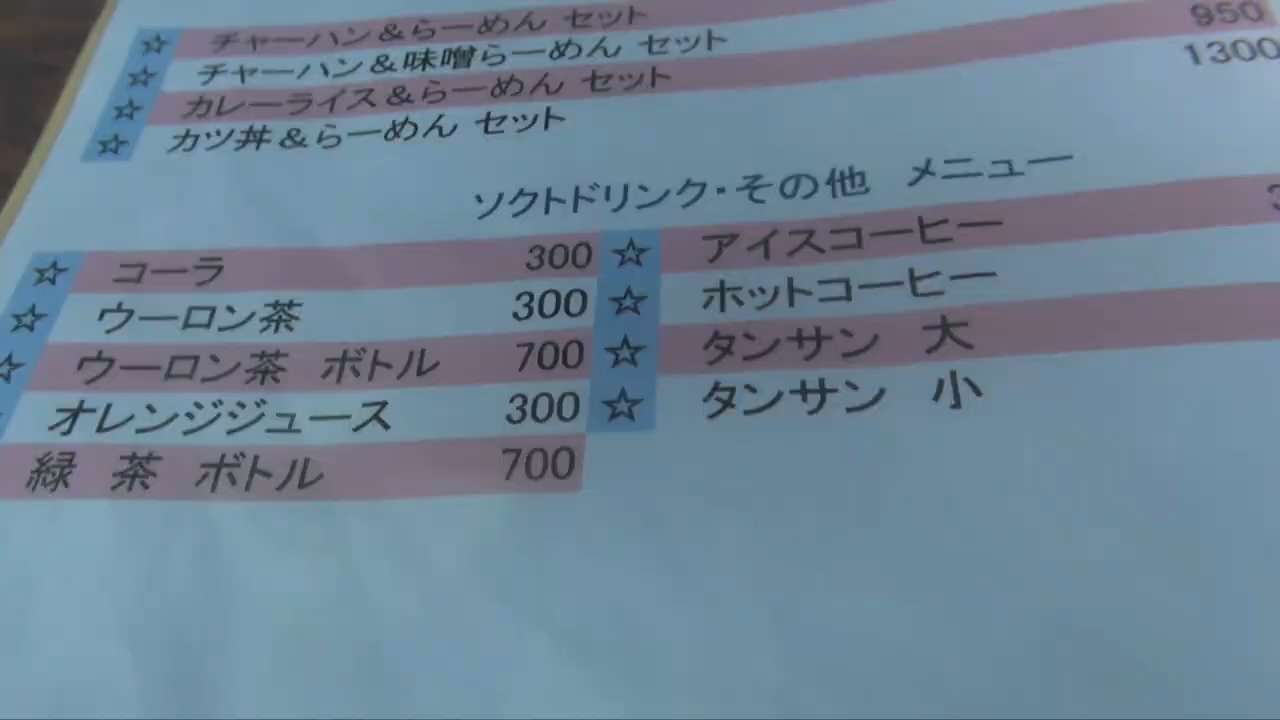 ☆ チャーハン＆らーめん セット
☆ チャーハン＆味噌らーめん セット
☆ カレーライス＆らーめん セット 950
☆ カツ丼＆らーめん セット 1300
ソクトドリンク・その他 メニュー
☆ コーラ 300 ☆ アイスコーヒー
☆ ウーロン茶 300 ☆ ホットコーヒー
☆ ウーロン茶 ボトル 700 ☆ タンサン 大
オレンジジュース 300 ☆ タンサン 小
緑 茶 ボトル 700